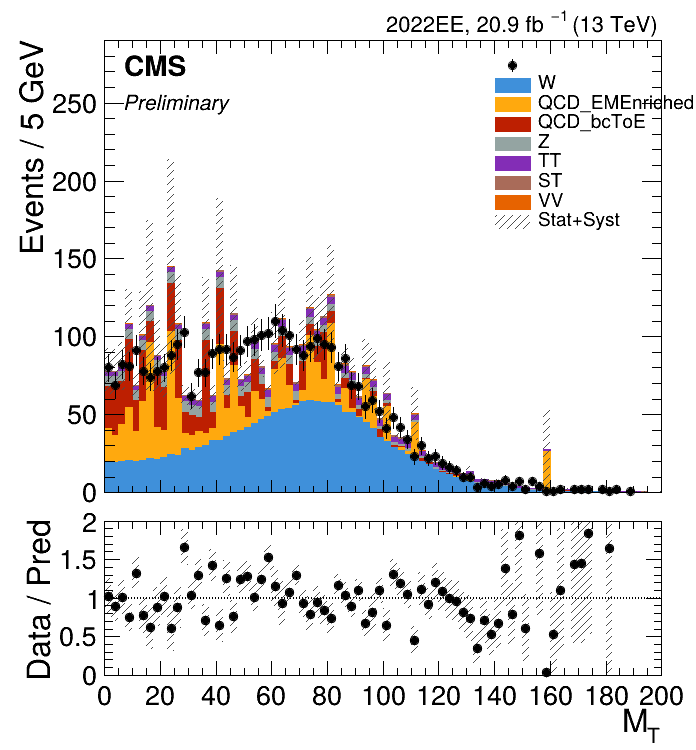 2022EE, 20.9 fb ⁻¹ (13 TeV)
CMS
Preliminary
W
QCD_EMEnriched
QCD_bcToE
Z
TT
ST
VV
Stat+Syst
Events / 5 GeV
250
200
150
100
50
0
Data / Pred
2
1.5
1
0.5
0
0 20 40 60 80 100 120 140 160 180 200
M_T